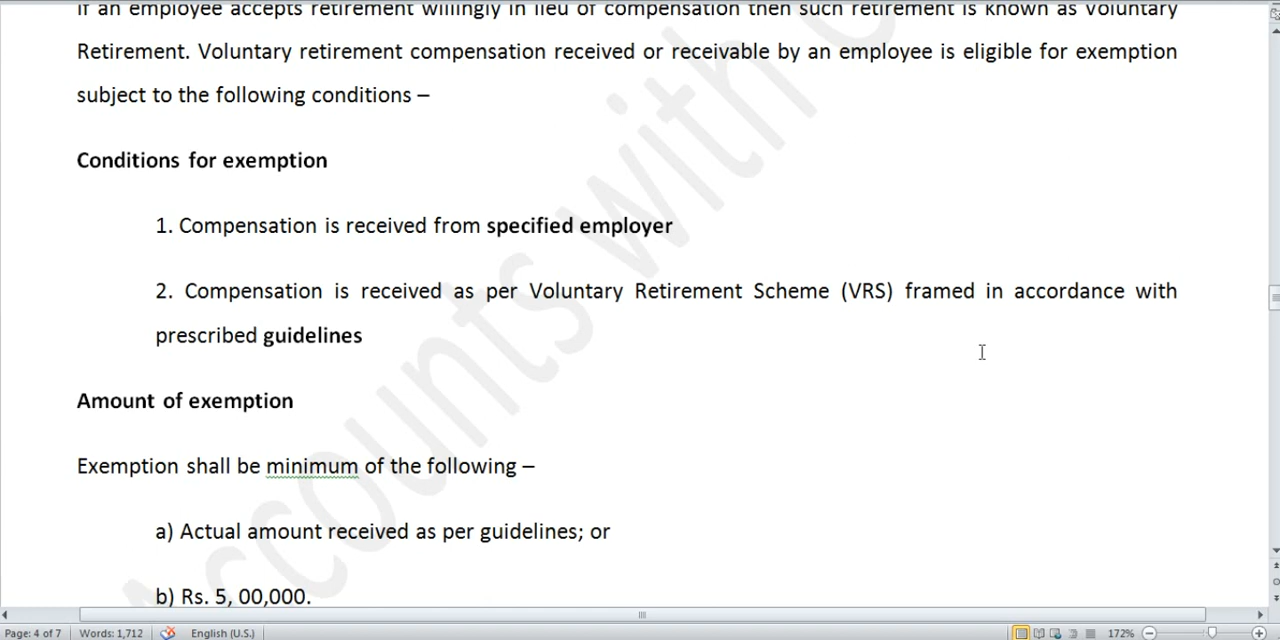 If an employee accepts retirement willingly in lieu of compensation then such retirement is known as Voluntary
Retirement. Voluntary retirement compensation received or receivable by an employee is eligible for exemption
subject to the following conditions –
Conditions for exemption
1. Compensation is received from specified employer
2. Compensation is received as per Voluntary Retirement Scheme (VRS) framed in accordance with
prescribed guidelines
Amount of exemption
Exemption shall be minimum of the following –
a) Actual amount received as per guidelines; or
b) Rs. 5, 00,000.
Accounts with
Page: 4 of 7 Words: 1,712 English (U.S.) 172%